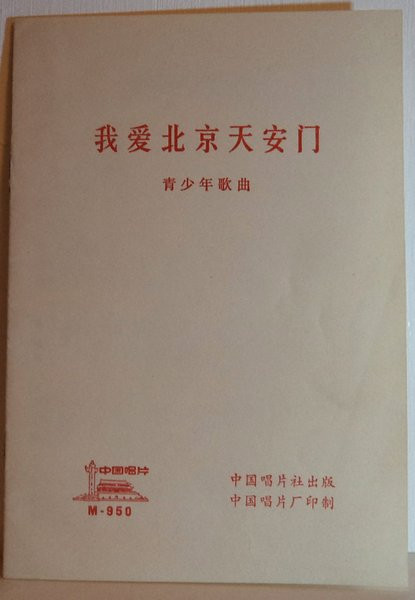 我爱北京天安门
青少年歌曲
中国唱片
M-950
中国唱片社出版
中国唱片厂印制